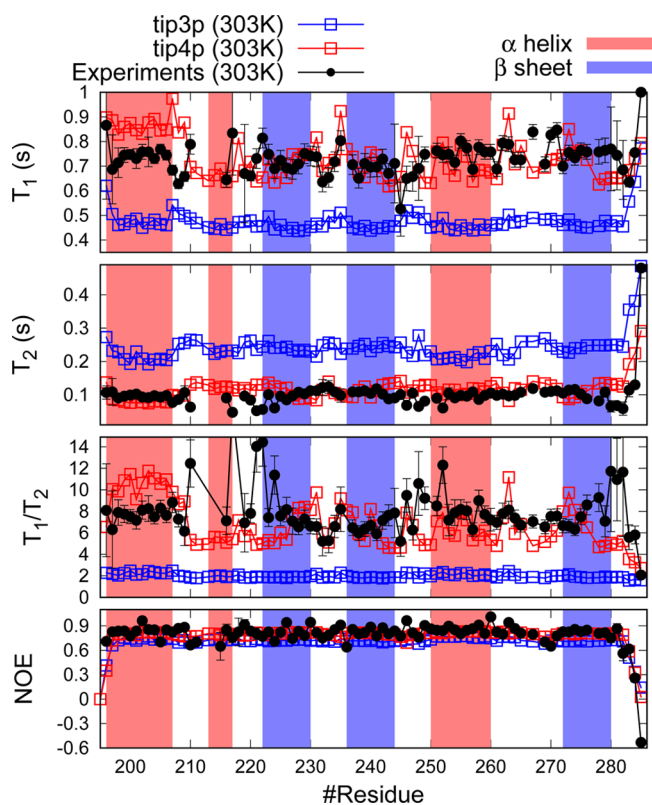 tip3p (303K)
tip4p (303K)
Experiments (303K)
α helix
β sheet
T1 (s)
1
0.9
0.8
0.7
0.6
0.5
0.4
T2 (s)
0.4
0.3
0.2
0.1
T1/T2
14
12
10
8
6
4
2
0
NOE
0.9
0.6
0.3
0
-0.3
-0.6
200 210 220 230 240 250 260 270 280
#Residue